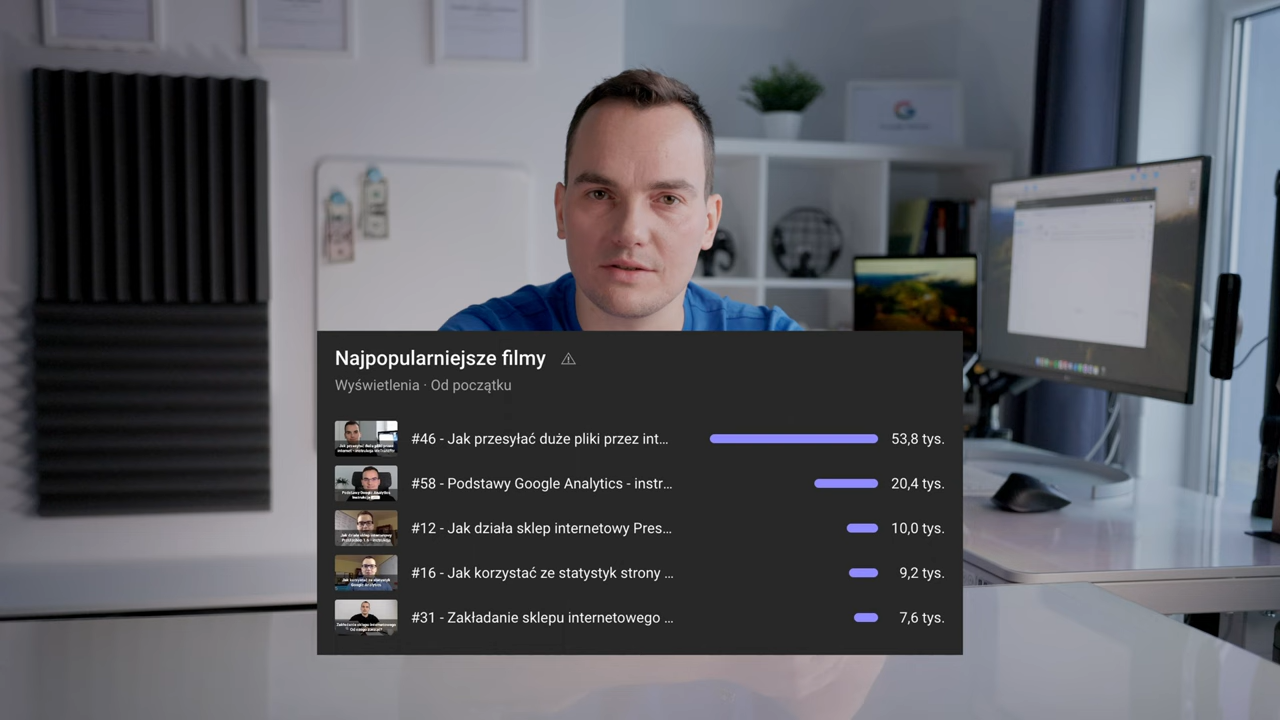 Najpopularniejsze filmy
Wyświetlenia · Od początku
#46 - Jak przesyłać duże pliki przez int... 53,8 tys.
#58 - Podstawy Google Analytics - instr... 20,4 tys.
#12 - Jak działa sklep internetowy Pres... 10,0 tys.
#16 - Jak korzystać ze statystyk strony ... 9,2 tys.
#31 - Zakładanie sklepu internetowego ... 7,6 tys.